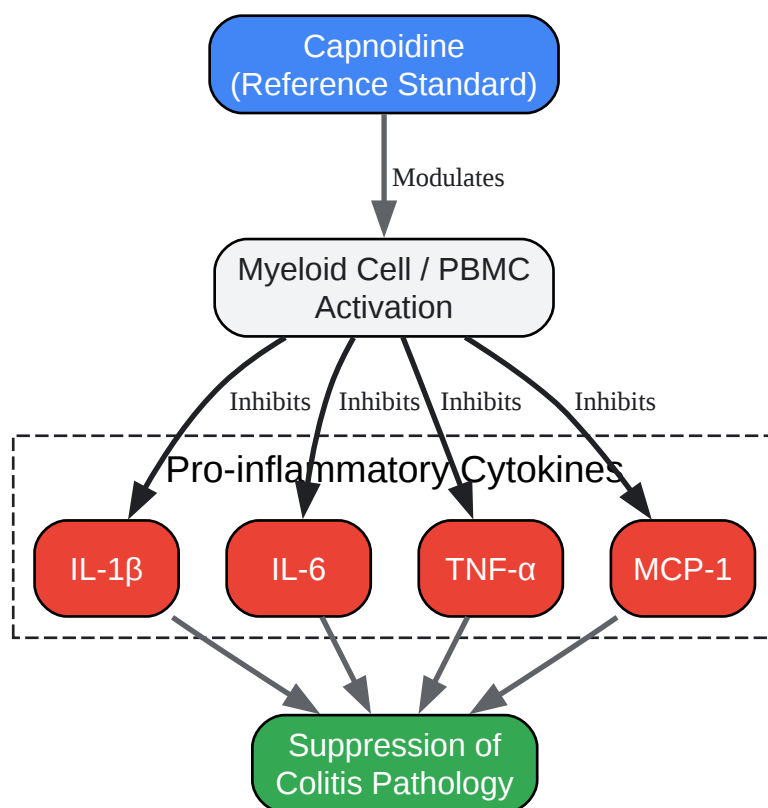 Capnoidine
(Reference Standard)
Modulates
Myeloid Cell / PBMC
Activation
Inhibits
Inhibits
Inhibits
Inhibits
Pro-inflammatory Cytokines
IL-1β
IL-6
TNF-α
MCP-1
Suppression of
Colitis Pathology